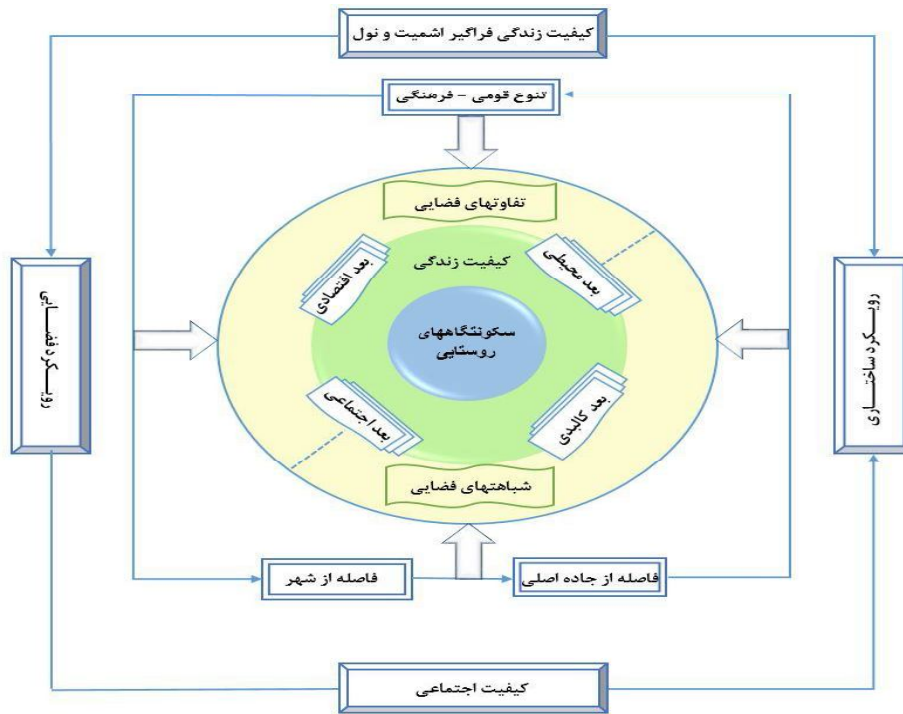 کیفیت زندگی فراگیر اشمیت و نول
تنوع قومی - فرهنگی
تفاوتهای فضایی
بعد محیطی
بعد اقتصادی
کیفیت زندگی
رویکرد ساختاری
سکونتگاههای
روستایی
رویکرد فضایی
بعد کالبدی
بعد اجتماعی
شباهتهای فضایی
فاصله از جاده اصلی
فاصله از شهر
کیفیت اجتماعی